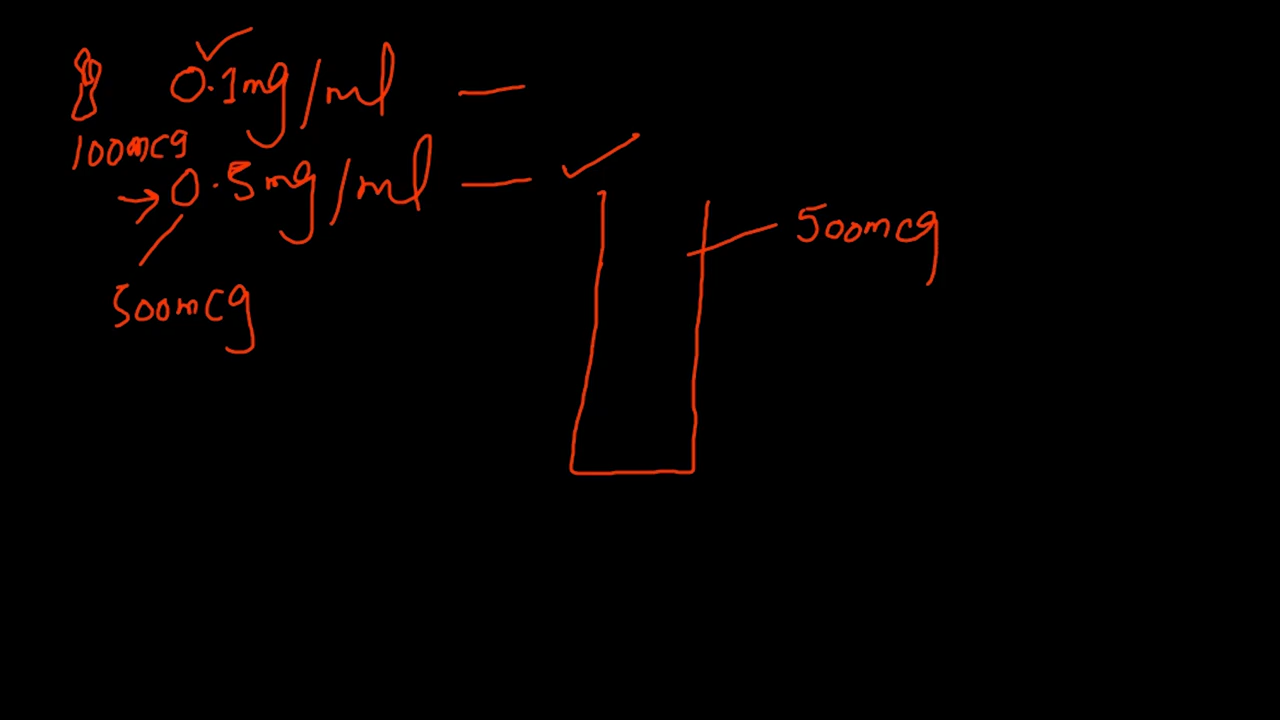 0.1mg/ml —
100mcg
→ 0.5mg/ml —
500mcg
500mcg